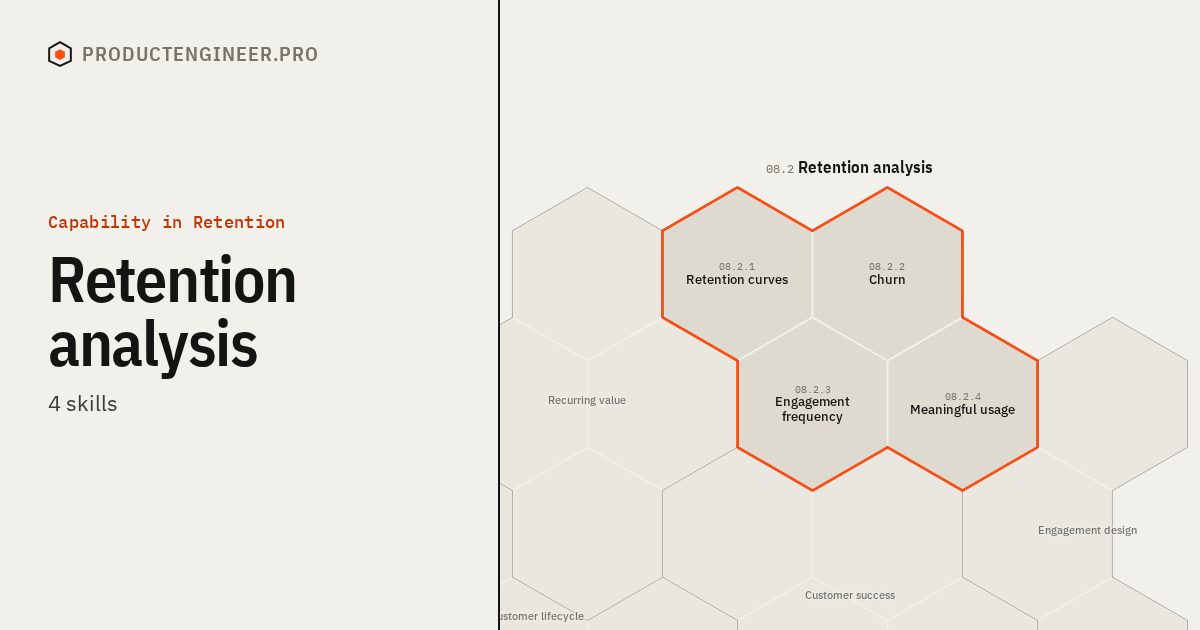 PRODUCTENGINEER.PRO
Capability in Retention
Retention
analysis
4 skills
08.2 Retention analysis
08.2.1
Retention curves
08.2.2
Churn
08.2.3
Engagement
frequency
08.2.4
Meaningful usage
Recurring value
Engagement design
Customer success
ustomer lifecycle